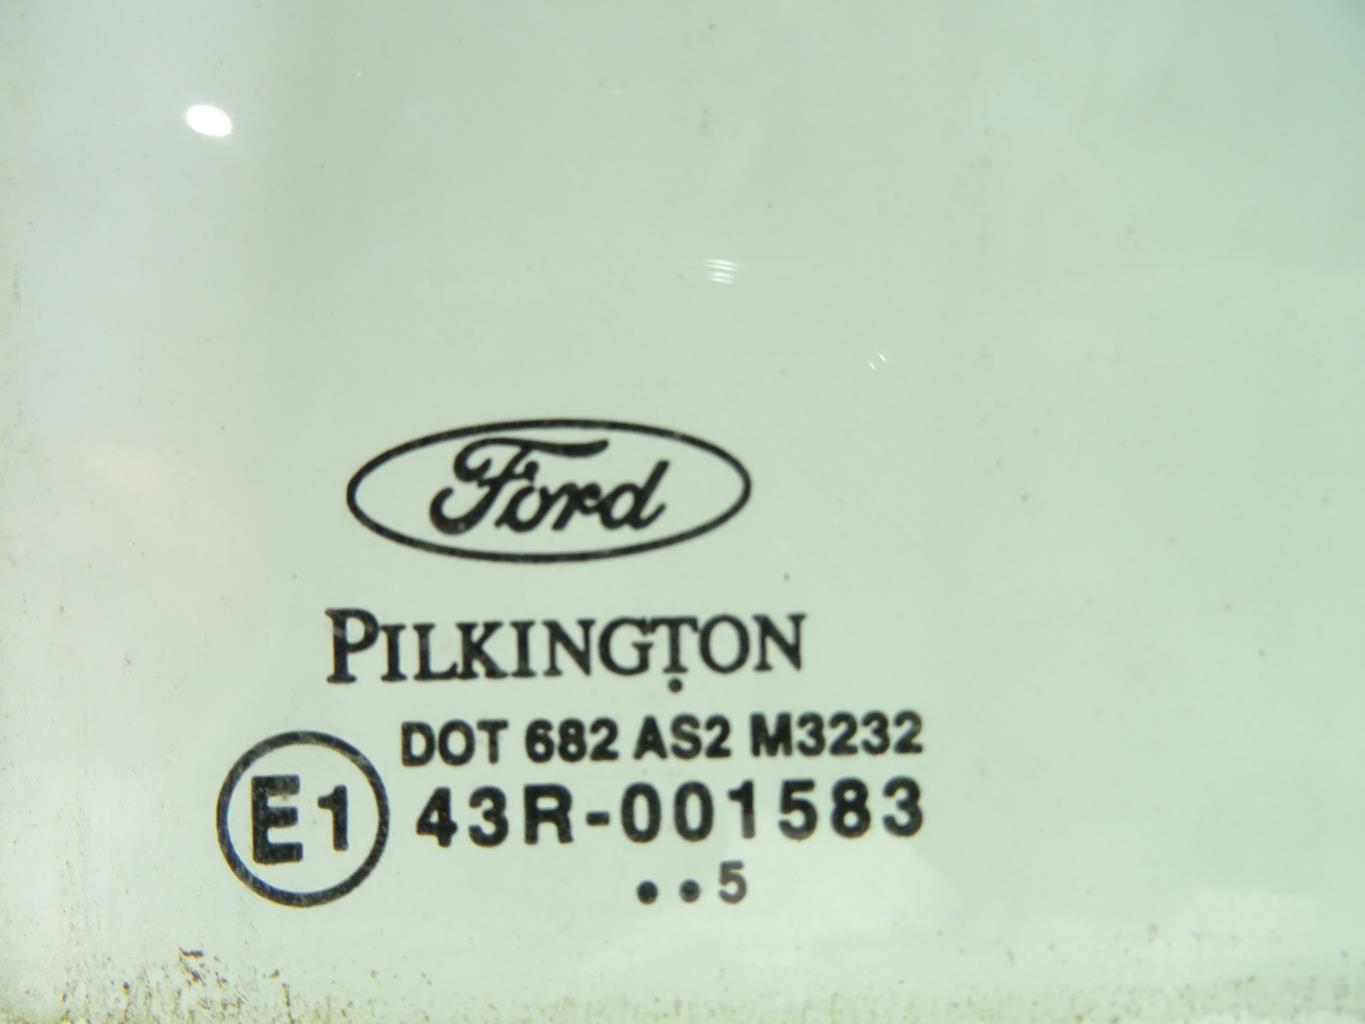 Ford
PILKINGTON
DOT 682 AS2 M3232
E1 43R-001583
..5